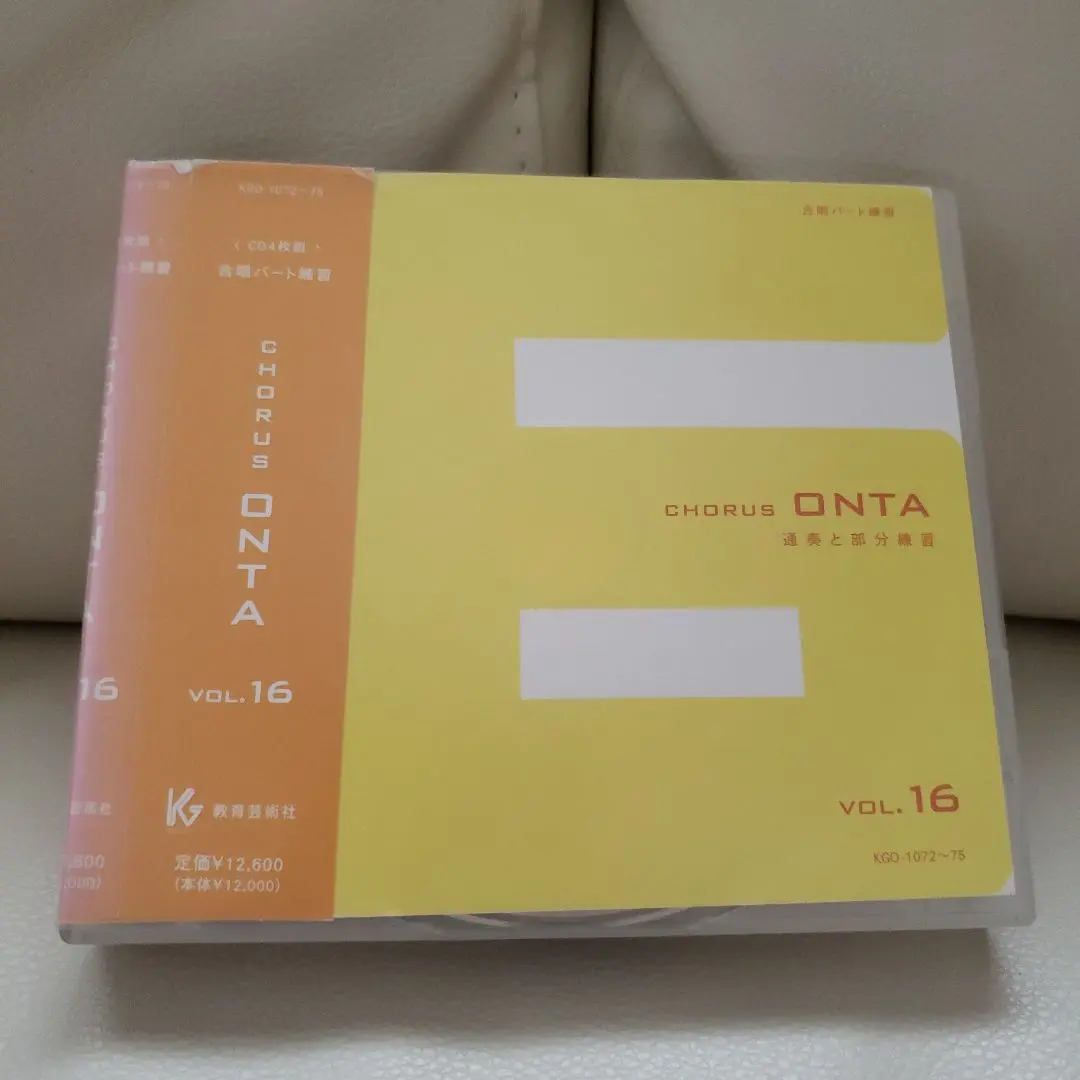 KGO-1072〜75
〈CD4枚組〉
合唱パート練習
CHORUS ONTA
VOL.16
KG 教育芸術社
定価¥12,600
(本体¥12,000)
合唱パート練習
CHORUS ONTA
通奏と部分練習
VOL.16
KGO-1072〜75
16